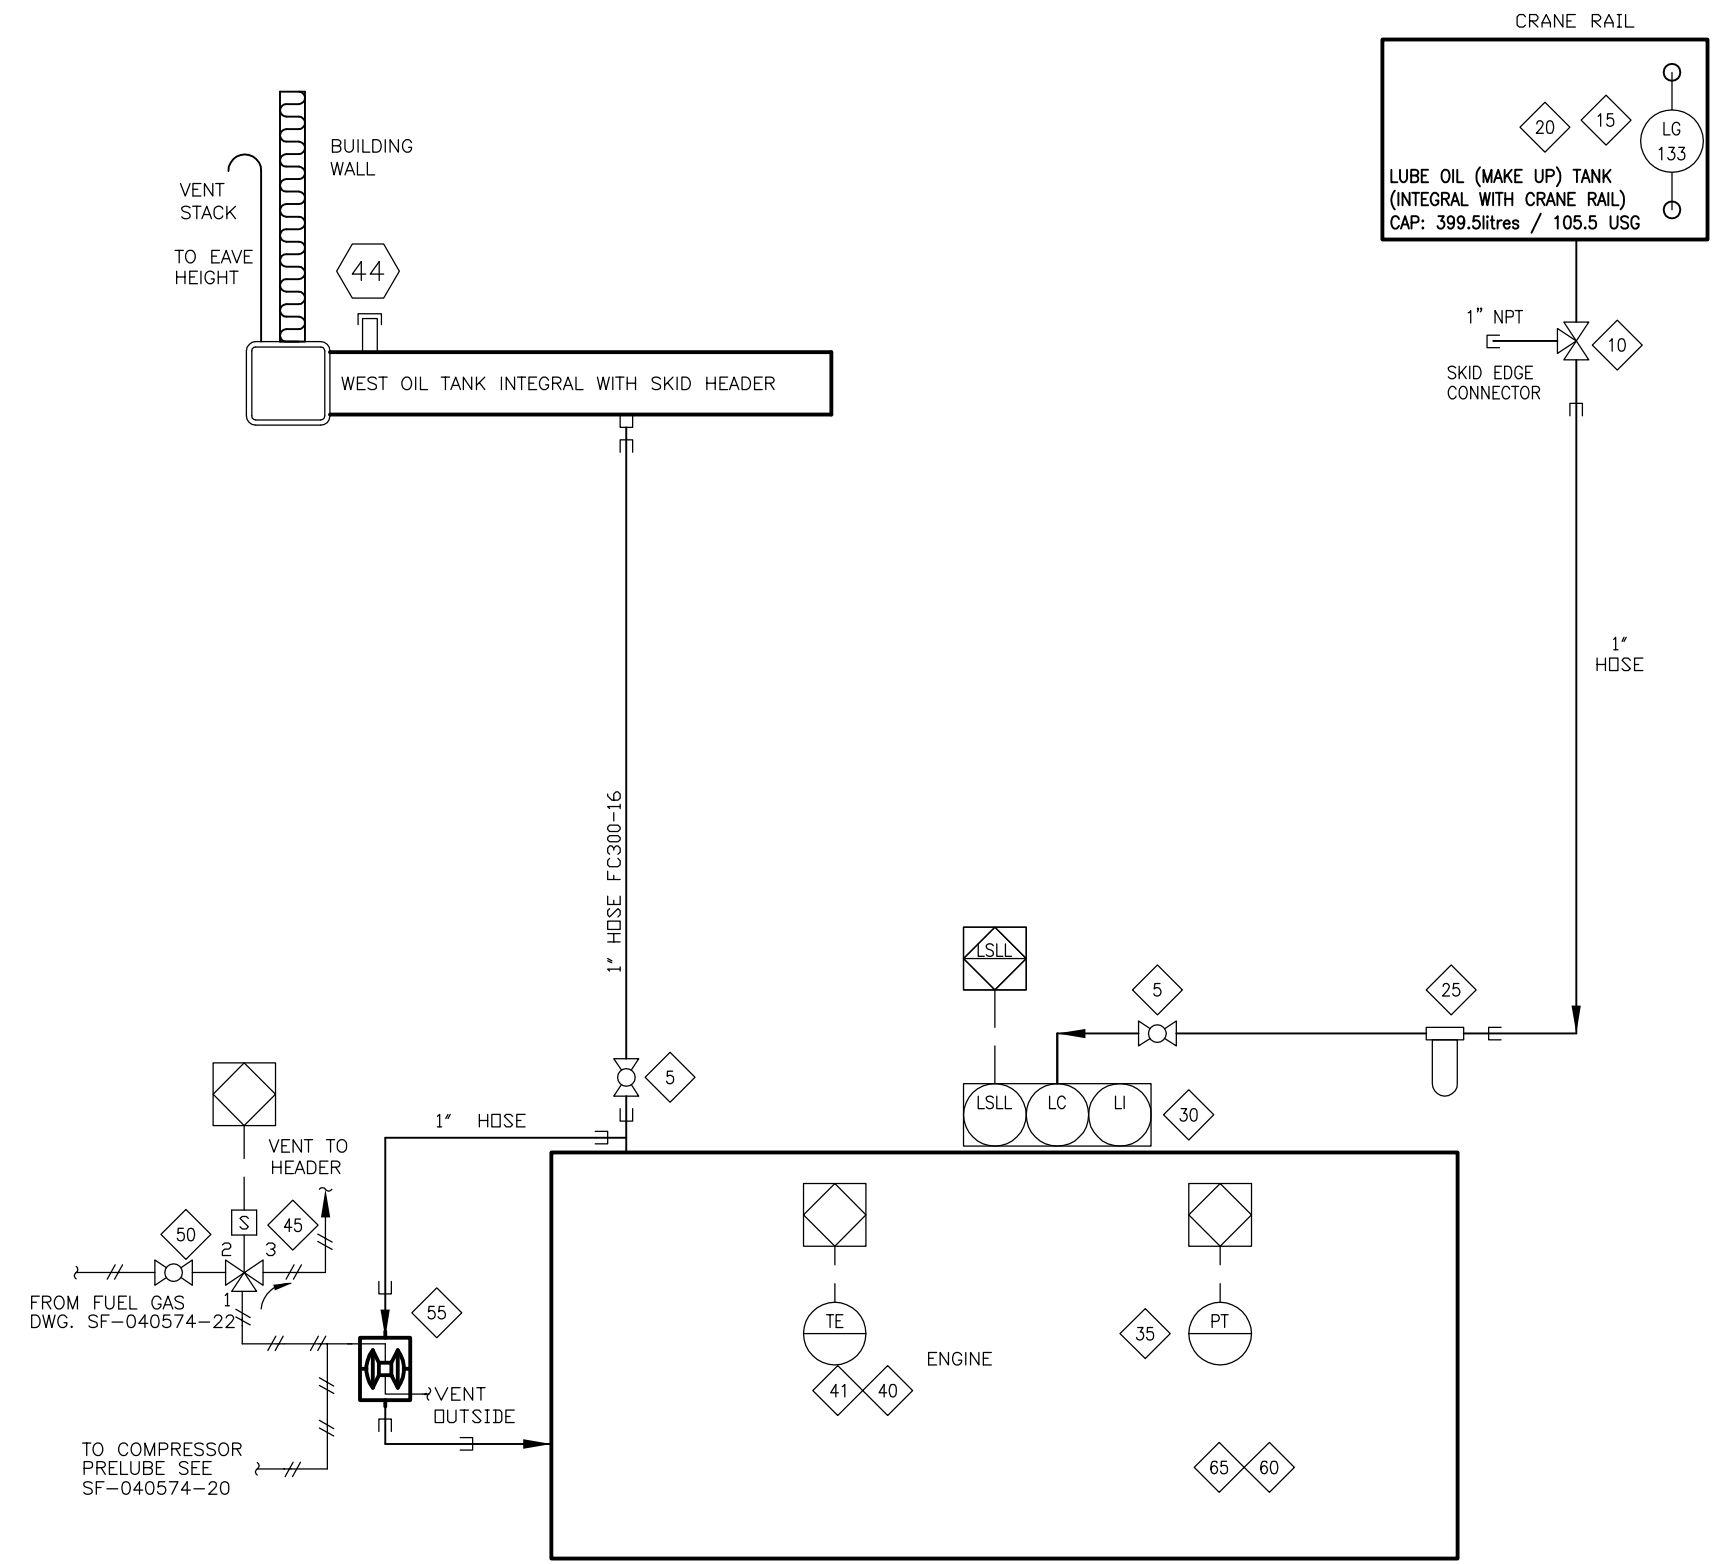 CRANE RAIL
20
15
LG
133
LUBE OIL (MAKE UP) TANK
(INTEGRAL WITH CRANE RAIL)
CAP: 399.5litres / 105.5 USG
BUILDING
WALL
VENT
STACK
TO EAVE
HEIGHT
44
WEST OIL TANK INTEGRAL WITH SKID HEADER
1" NPT
10
SKID EDGE
CONNECTOR
1"
HOSE
1" HOSE FC300-16
LSLL
5
25
5
LSLL
LC
LI
30
1" HOSE
VENT TO
HEADER
S
50
45
2
3
1
FROM FUEL GAS
DWG. SF-040574-22
55
VENT
OUTSIDE
TO COMPRESSOR
PRELUBE SEE
SF-040574-20
TE
41
40
ENGINE
35
PT
65
60